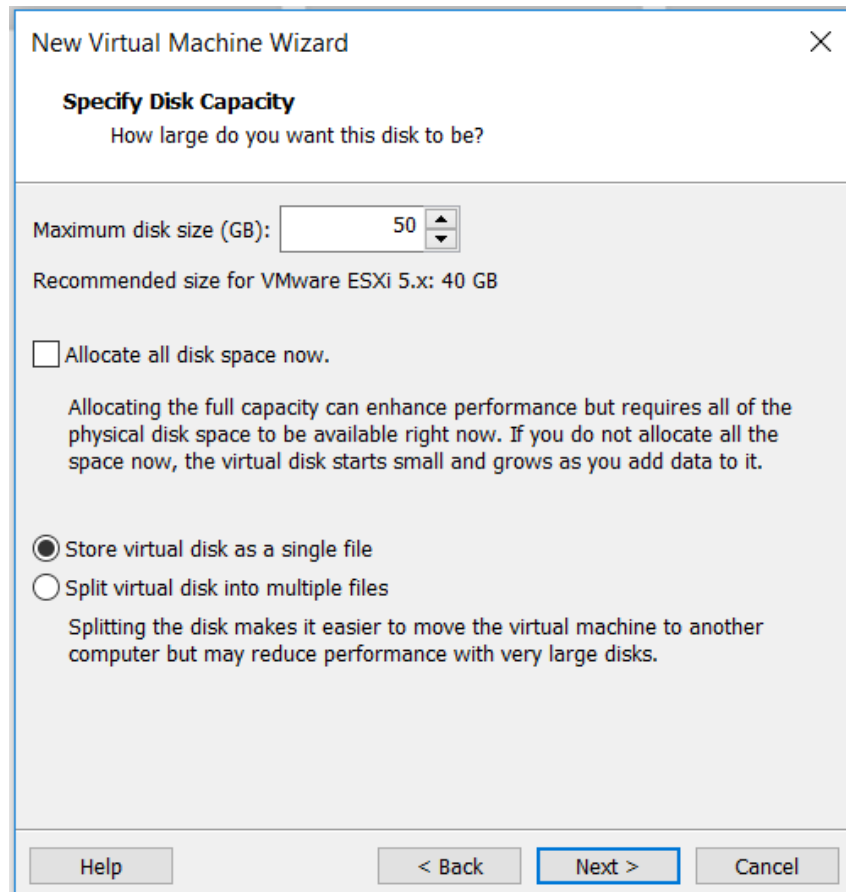 New Virtual Machine Wizard
Specify Disk Capacity
How large do you want this disk to be?
Maximum disk size (GB): 50
Recommended size for VMware ESXi 5.x: 40 GB
Allocate all disk space now.
Allocating the full capacity can enhance performance but requires all of the
physical disk space to be available right now. If you do not allocate all the
space now, the virtual disk starts small and grows as you add data to it.
Store virtual disk as a single file
Split virtual disk into multiple files
Splitting the disk makes it easier to move the virtual machine to another
computer but may reduce performance with very large disks.
Help < Back Next > Cancel